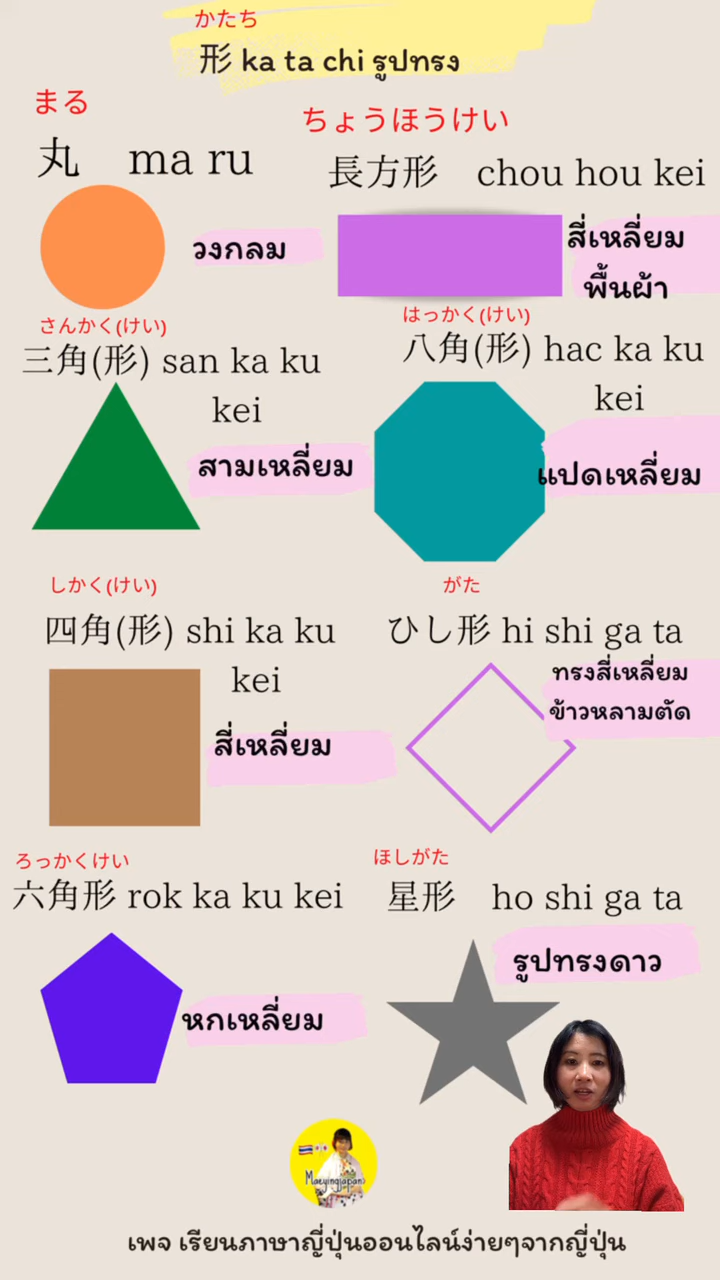 かたち
形 ka ta chi รูปทรง
まる
丸 ma ru
วงกลม
ちょうほうけい
長方形 chou hou kei
สี่เหลี่ยม
พื้นผ้า
さんかく(けい)
三角(形) san ka ku
kei
สามเหลี่ยม
はっかく(けい)
八角(形) hac ka ku
kei
แปดเหลี่ยม
しかく(けい)
四角(形) shi ka ku
kei
สี่เหลี่ยม
がた
ひし形 hi shi ga ta
ทรงสี่เหลี่ยม
ข้าวหลามตัด
ろっかくけい
六角形 rok ka ku kei
หกเหลี่ยม
ほしがた
星形 ho shi ga ta
รูปทรงดาว
Maeyingjapan
เพจ เรียนภาษาญี่ปุ่นออนไลน์ง่ายๆจากญี่ปุ่น